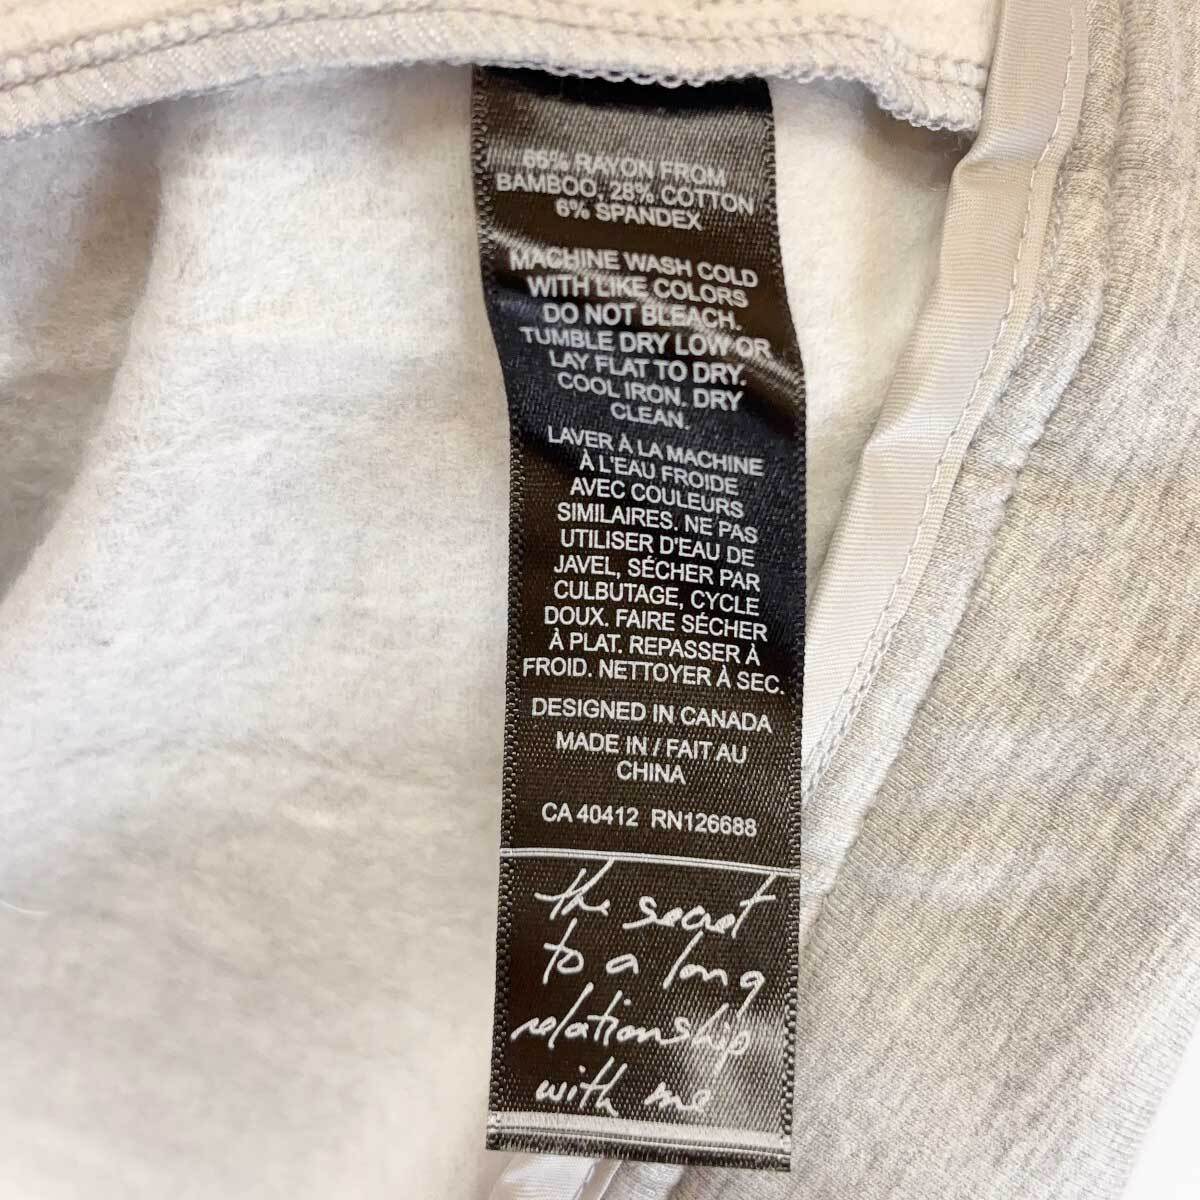 66% RAYON FROM
BAMBOO, 28% COTTON
6% SPANDEX
MACHINE WASH COLD
WITH LIKE COLORS
DO NOT BLEACH.
TUMBLE DRY LOW OR
LAY FLAT TO DRY.
COOL IRON. DRY
CLEAN.
LAVER À LA MACHINE
À L'EAU FROIDE
AVEC COULEURS
SIMILAIRES. NE PAS
UTILISER D'EAU DE
JAVEL, SÉCHER PAR
CULBUTAGE, CYCLE
DOUX. FAIRE SÉCHER
À PLAT. REPASSER À
FROID. NETTOYER À SEC.
DESIGNED IN CANADA
MADE IN / FAIT AU
CHINA
CA 40412 RN126688
the secret
to a long
relationship
with me